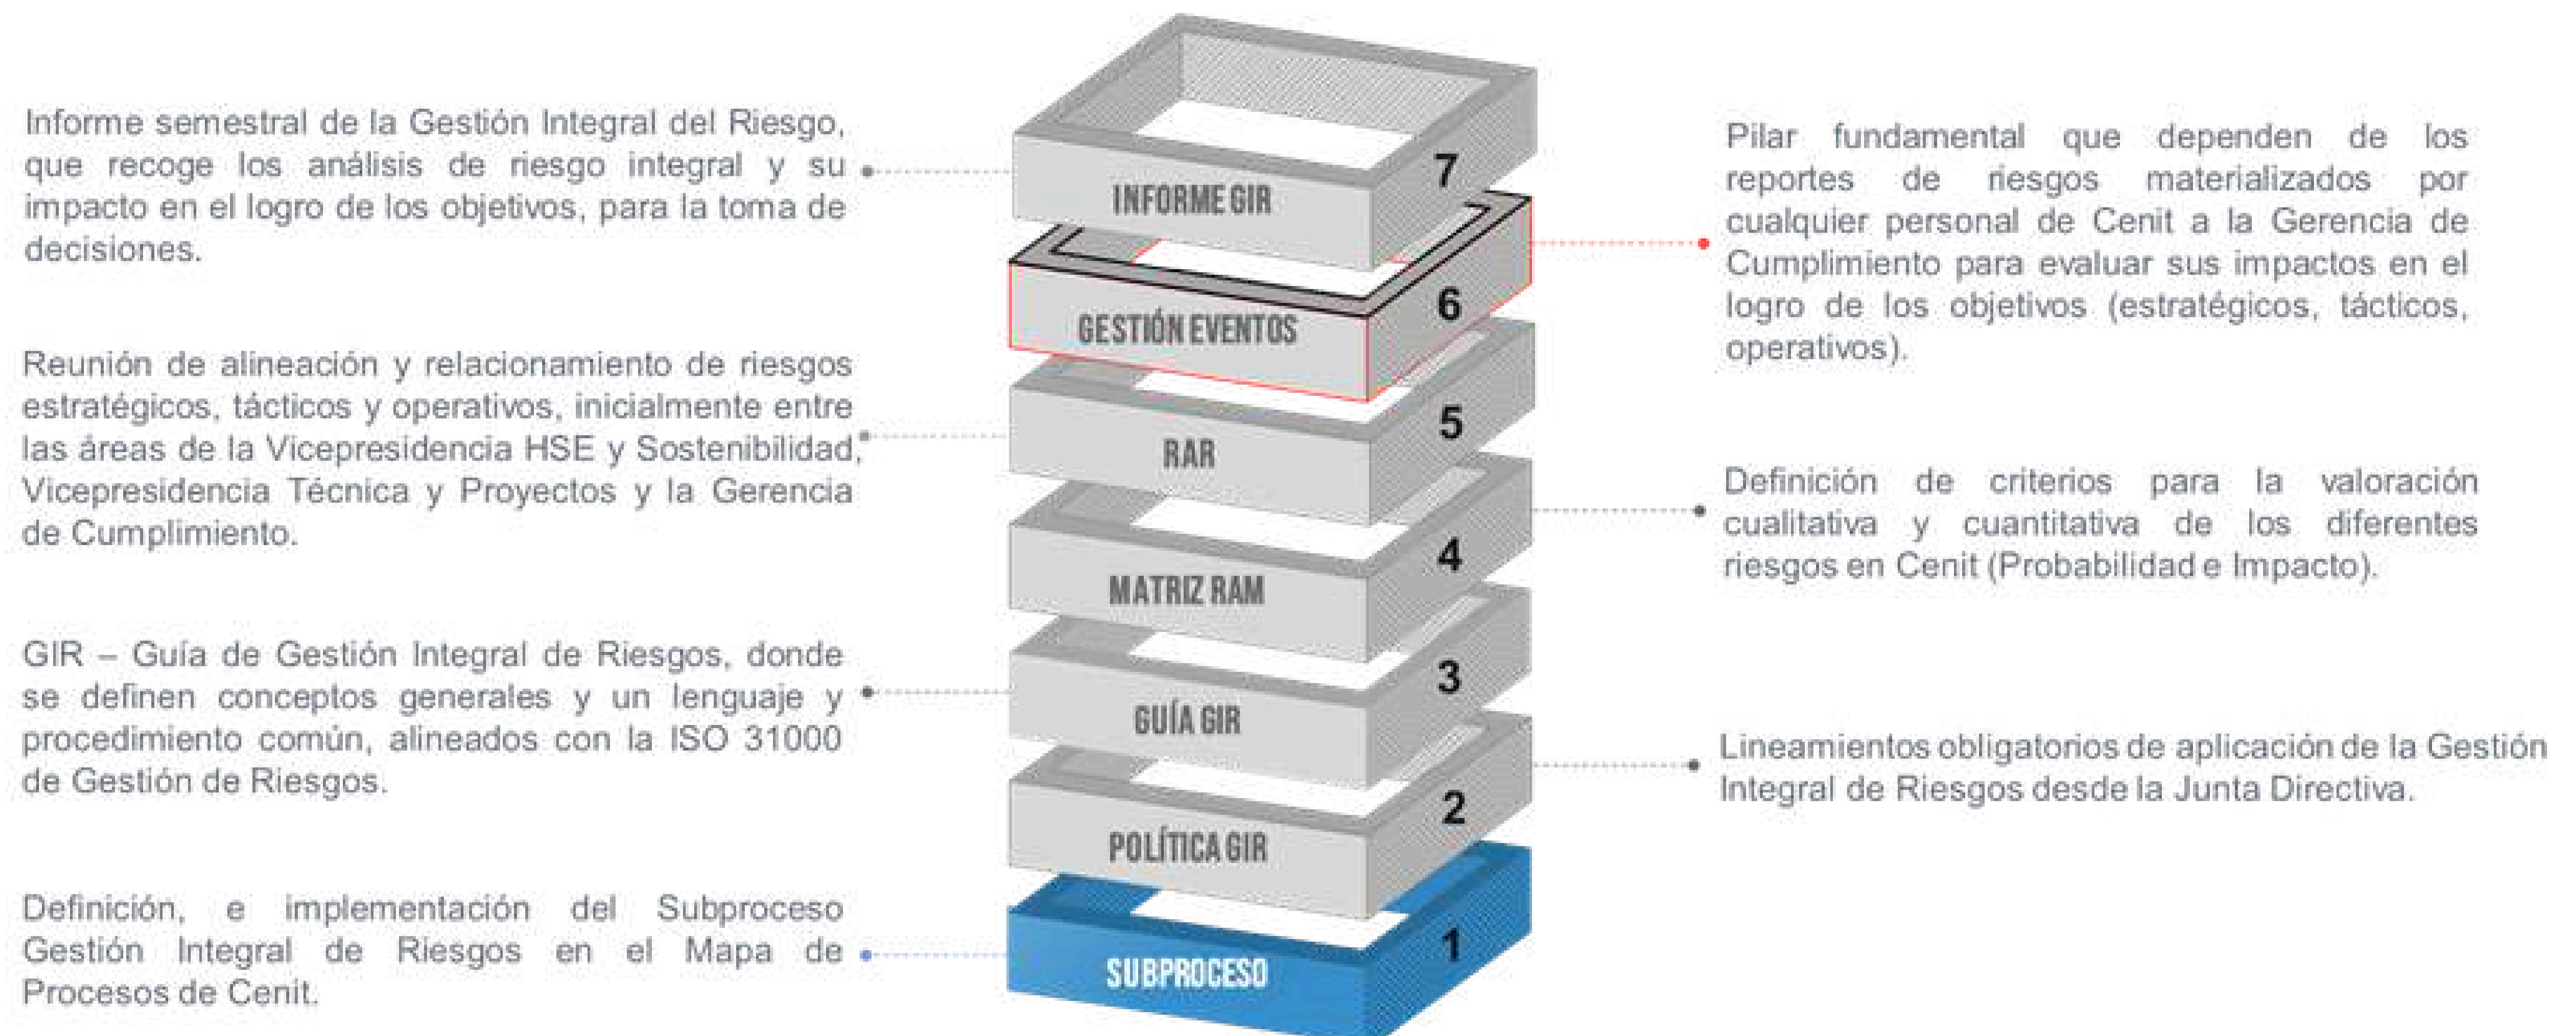 Informe semestral de la Gestión Integral del Riesgo,
que recoge los análisis de riesgo integral y su
impacto en el logro de los objetivos, para la toma de
decisiones.
Reunión de alineación y relacionamiento de riesgos
estratégicos, tácticos y operativos, inicialmente entre
las áreas de la Vicepresidencia HSE y Sostenibilidad,
Vicepresidencia Técnica y Proyectos y la Gerencia
de Cumplimiento.
GIR – Guía de Gestión Integral de Riesgos, donde
se definen conceptos generales y un lenguaje y
procedimiento común, alineados con la ISO 31000
de Gestión de Riesgos.
Definición, e implementación del Subproceso
Gestión Integral de Riesgos en el Mapa de
Procesos de Cenit.
INFORME GIR 7
GESTIÓN EVENTOS 6
RAR 5
MATRIZ RAM 4
GUÍA GIR 3
POLÍTICA GIR 2
SUBPROCESO 1
Pilar fundamental que dependen de los
reportes de riesgos materializados por
cualquier personal de Cenit a la Gerencia de
Cumplimiento para evaluar sus impactos en el
logro de los objetivos (estratégicos, tácticos,
operativos).
Definición de criterios para la valoración
cualitativa y cuantitativa de los diferentes
riesgos en Cenit (Probabilidad e Impacto).
Lineamientos obligatorios de aplicación de la Gestión
Integral de Riesgos desde la Junta Directiva.